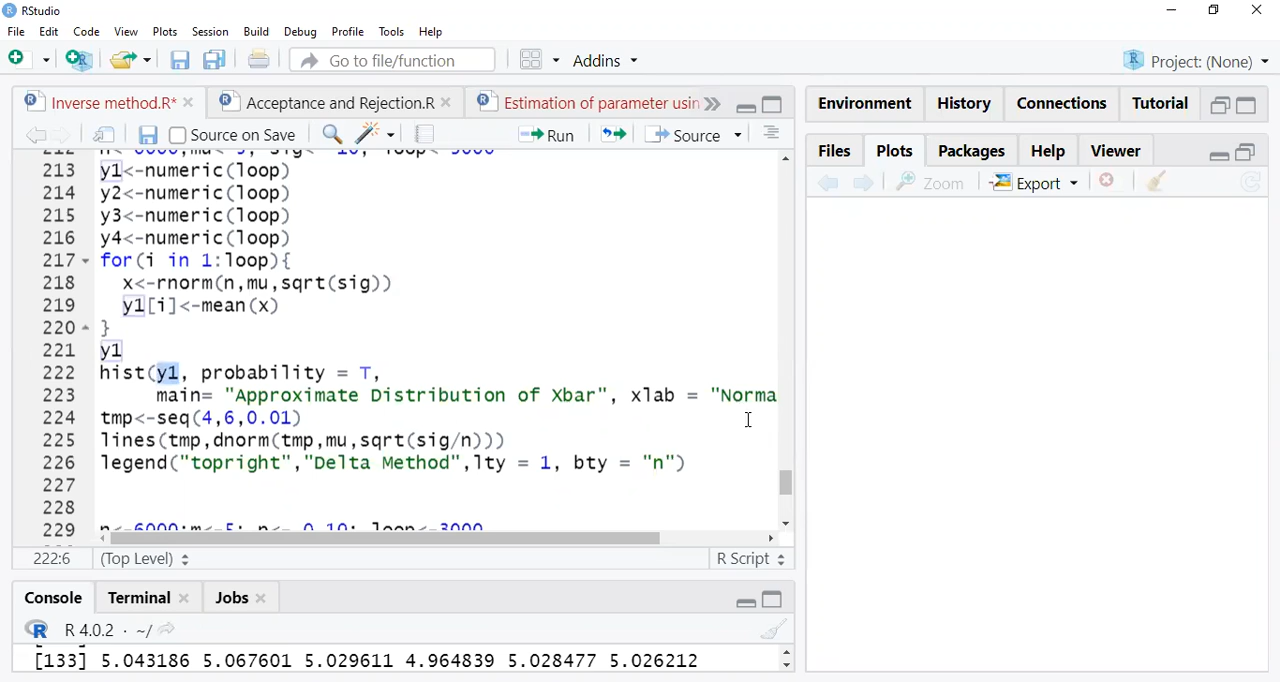 RStudio
File Edit Code View Plots Session Build Debug Profile Tools Help
Go to file/function Addins Project: (None)
Inverse method.R* Acceptance and Rejection.R Estimation of parameter usin
Environment History Connections Tutorial
Source on Save Run Source
Files Plots Packages Help Viewer
Zoom Export
213 y1<-numeric(loop)
214 y2<-numeric(loop)
215 y3<-numeric(loop)
216 y4<-numeric(loop)
217 for(i in 1:loop){
218 x<-rnorm(n,mu,sqrt(sig))
219 y1[i]<-mean(x)
220 }
221 y1
222 hist(y1, probability = T,
223 main= "Approximate Distribution of Xbar", xlab = "Norma
224 tmp<-seq(4,6,0.01)
225 lines(tmp,dnorm(tmp,mu,sqrt(sig/n)))
226 legend("topright","Delta Method",lty = 1, bty = "n")
227
228
229
222:6 (Top Level) R Script
Console Terminal Jobs
R 4.0.2 · ~/
[133] 5.043186 5.067601 5.029611 4.964839 5.028477 5.026212